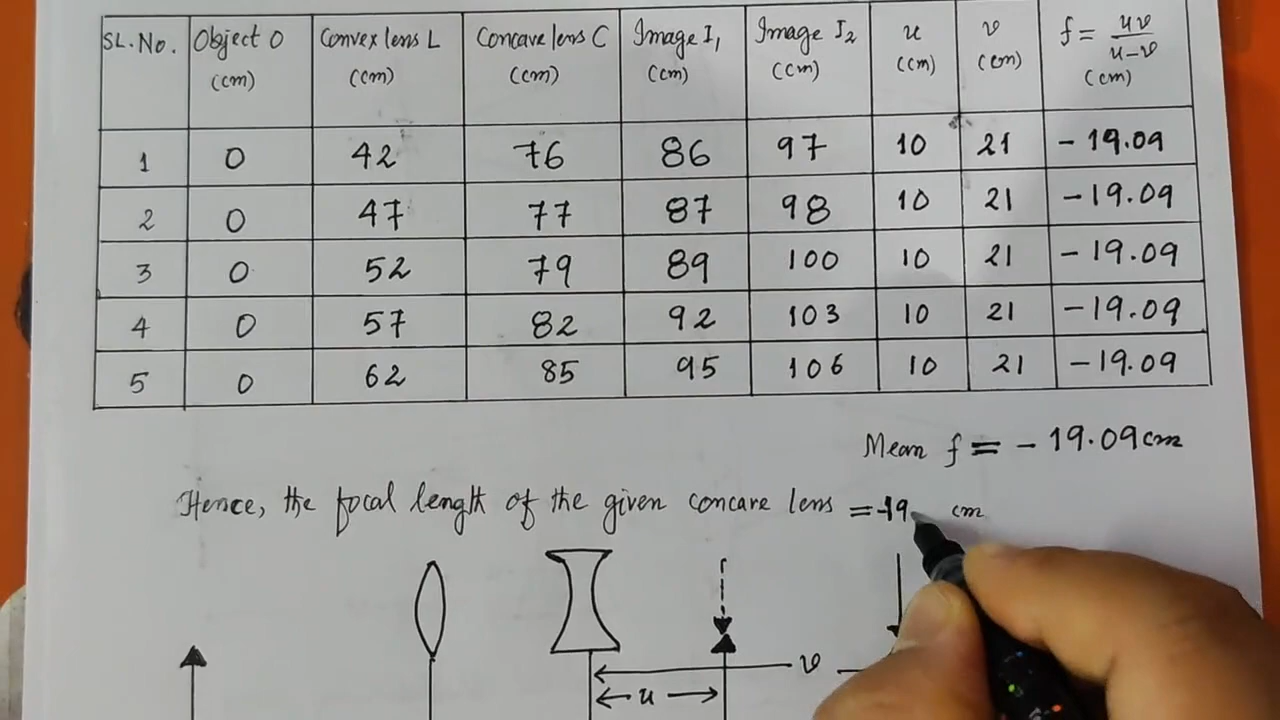 SL.No. Object O Convex lens L Concave lens C Image I₁ Image I₂ u v f = uv/u-v
(cm) (cm) (cm) (cm) (cm) (cm) (cm) (cm)
1 0 42 76 86 97 10 21 -19.09
2 0 47 77 87 98 10 21 -19.09
3 0 52 79 89 100 10 21 -19.09
4 0 57 82 92 103 10 21 -19.09
5 0 62 85 95 106 10 21 -19.09
Mean f = -19.09cm
Hence, the focal length of the given concave lens = -19. cm
v
u